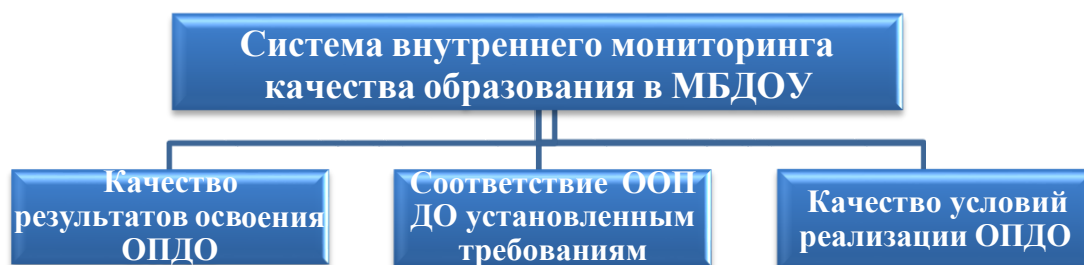 Система внутреннего мониторинга
качества образования в МБДОУ
Качество
результатов освоения
ОПДО
Соответствие ООП
ДО установленным
требованиям
Качество условий
реализации ОПДО